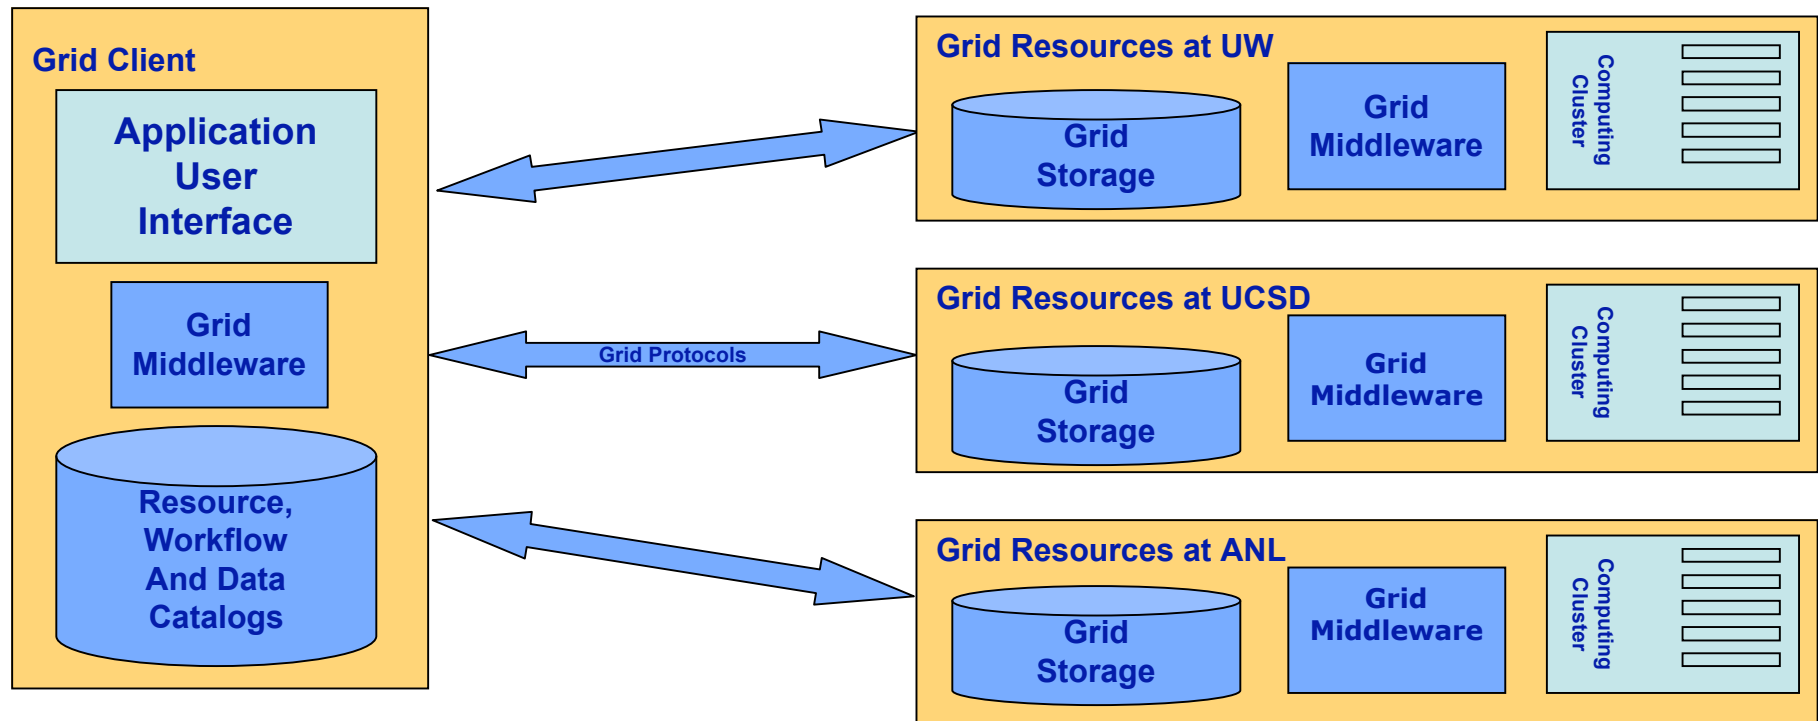 Grid Client
Application
User
Interface
Grid
Middleware
Resource,
Workflow
And Data
Catalogs
Grid Protocols
Grid Resources at UW
Grid
Storage
Grid
Middleware
Computing
Cluster
Grid Resources at UCSD
Grid
Storage
Grid
Middleware
Computing
Cluster
Grid Resources at ANL
Grid
Storage
Grid
Middleware
Computing
Cluster